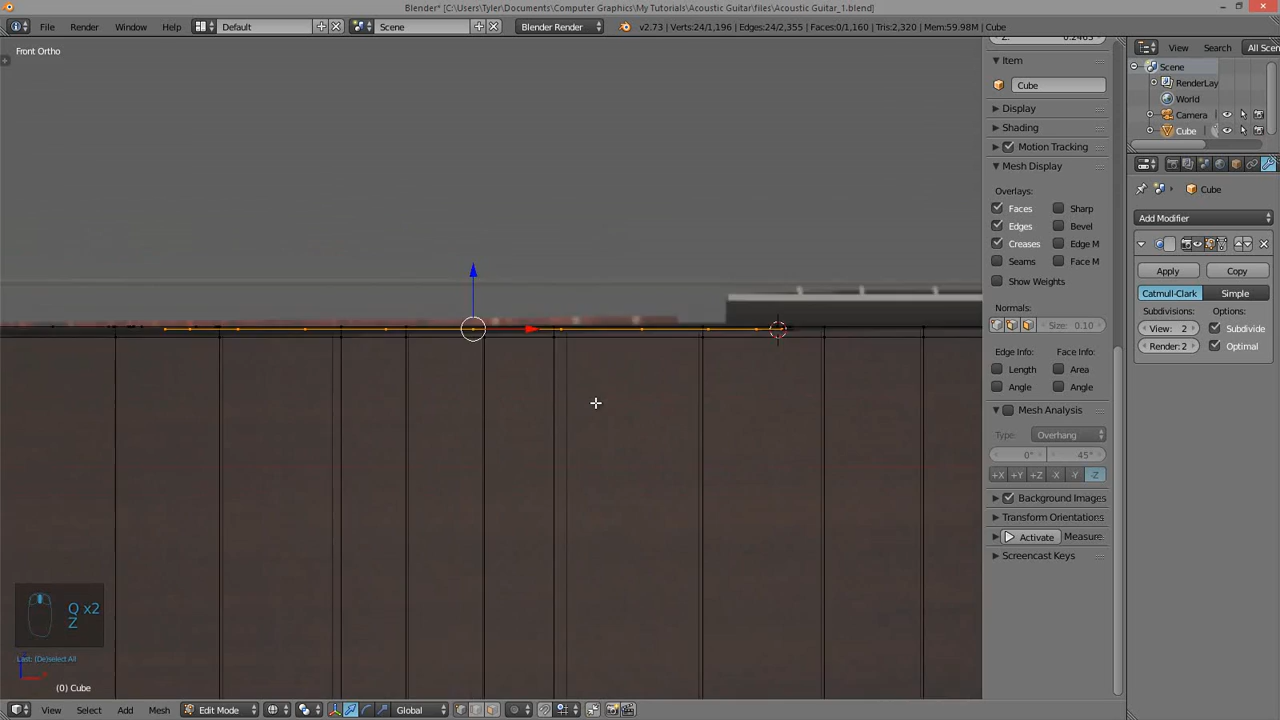 Blender* [C:\Users\Tyler\Documents\Computer Graphics\My Tutorials\Acoustic Guitar\files\Acoustic Guitar_1.blend]
File Render Window Help Default Scene Blender Render v2.73 | Verts:24/1,196 | Edges:24/2,355 | Faces:0/1,160 | Tris:2,320 | Mem:59.98M | Cube
Front Ortho
View Search All Scen
Scene
RenderLay
World
Camera
Cube
Item
Cube
Display
Shading
Motion Tracking
Mesh Display
Overlays:
Faces Sharp
Edges Bevel
Creases Edge M
Seams Face M
Show Weights
Normals:
Size: 0.10
Edge Info: Face Info:
Length Area
Angle Angle
Mesh Analysis
Type: Overhang
0° 45°
+X +Y +Z -X -Y -Z
Background Images
Transform Orientations
Activate Measure
Screencast Keys
Cube
Add Modifier
Apply Copy
Catmull-Clark Simple
Subdivisions: Options:
View: 2 Subdivide
Render: 2 Optimal
Q x2
Z
Last: [De]select All
(0) Cube
View Select Add Mesh Edit Mode Global